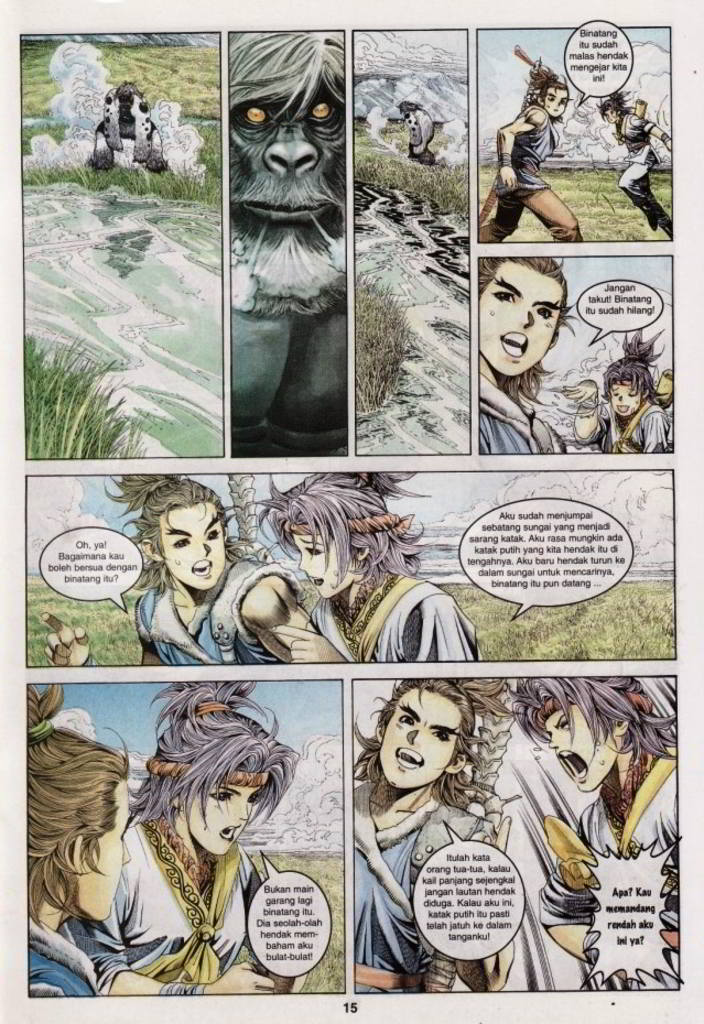 Binatang
itu sudah
malas hendak
mengejar kita
ini!
Jangan
takut! Binatang
itu sudah hilang!
Oh, ya!
Bagaimana kau
boleh bersua dengan
binatang itu?
Aku sudah menjumpai
sebatang sungai yang menjadi
sarang katak. Aku rasa mungkin ada
katak putih yang kita hendak itu di
tengahnya. Aku baru hendak turun ke
dalam sungai untuk mencarinya,
binatang itu pun datang ...
Bukan main
garang lagi
binatang itu.
Dia seolah-olah
hendak mem-
baham aku
bulat-bulat!
Itulah kata
orang tua-tua, kalau
kail panjang sejengkal
jangan lautan hendak
diduga. Kalau aku ini,
katak putih itu pasti
telah jatuh ke dalam
tanganku!
Apa? Kau
memandang
rendah aku
ini ya?
15